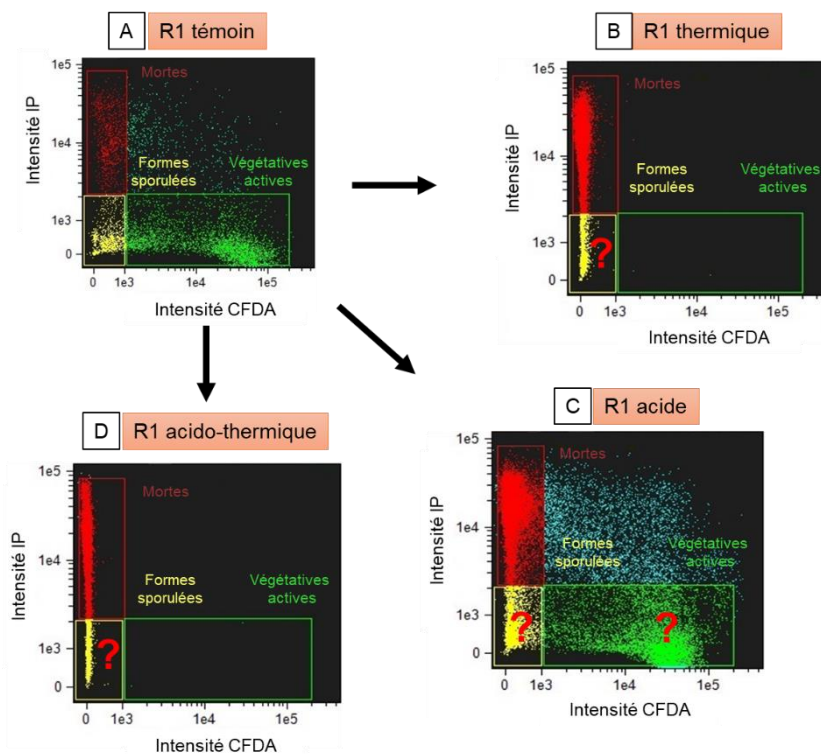 A R1 témoin
1e5
1e4
1e3
0
Intensité IP
Mortes
Formes sporulées
Végétatives actives
0 1e3 1e4 1e5
Intensité CFDA
B R1 thermique
1e5
1e4
1e3
0
Intensité IP
Mortes
Formes sporulées
Végétatives actives
?
0 1e3 1e4 1e5
Intensité CFDA
D R1 acido-thermique
1e5
1e4
1e3
0
Intensité IP
Mortes
Formes sporulées
Végétatives actives
?
0 1e3 1e4 1e5
Intensité CFDA
C R1 acide
1e5
1e4
1e3
0
Intensité IP
Mortes
Formes sporulées
Végétatives actives
? ?
0 1e3 1e4 1e5
Intensité CFDA